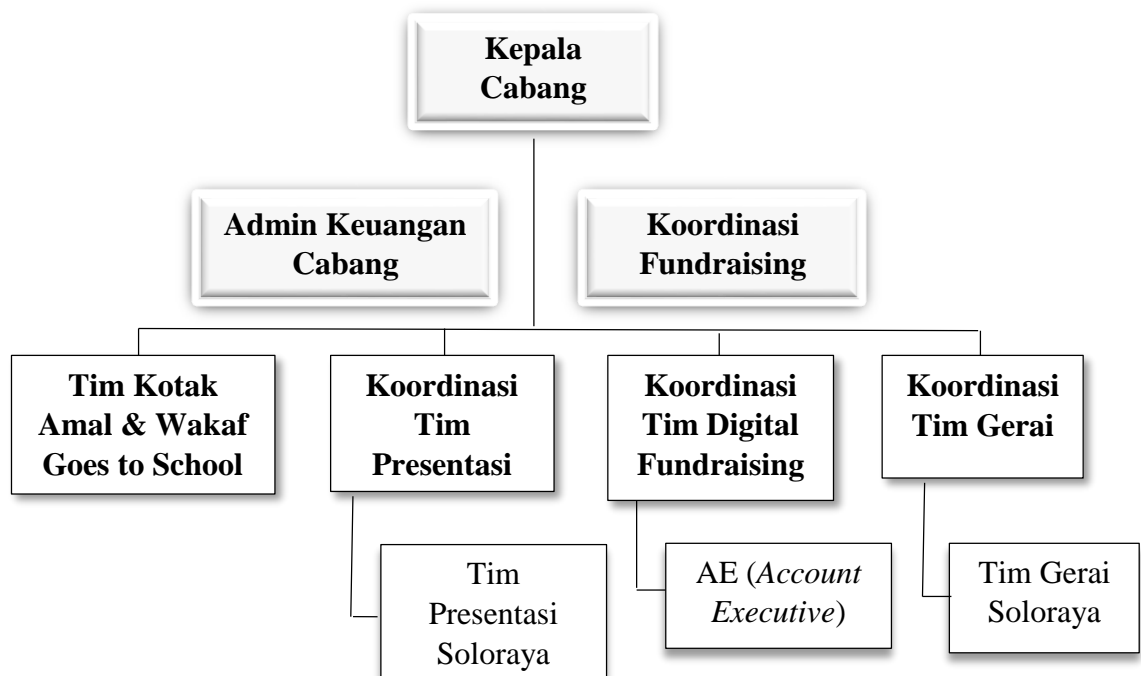 Kepala
Cabang
Admin Keuangan
Cabang
Koordinasi
Fundraising
Tim Kotak
Amal & Wakaf
Goes to School
Koordinasi
Tim
Presentasi
Koordinasi
Tim Digital
Fundraising
Koordinasi
Tim Gerai
Tim
Presentasi
Soloraya
AE (Account
Executive)
Tim Gerai
Soloraya